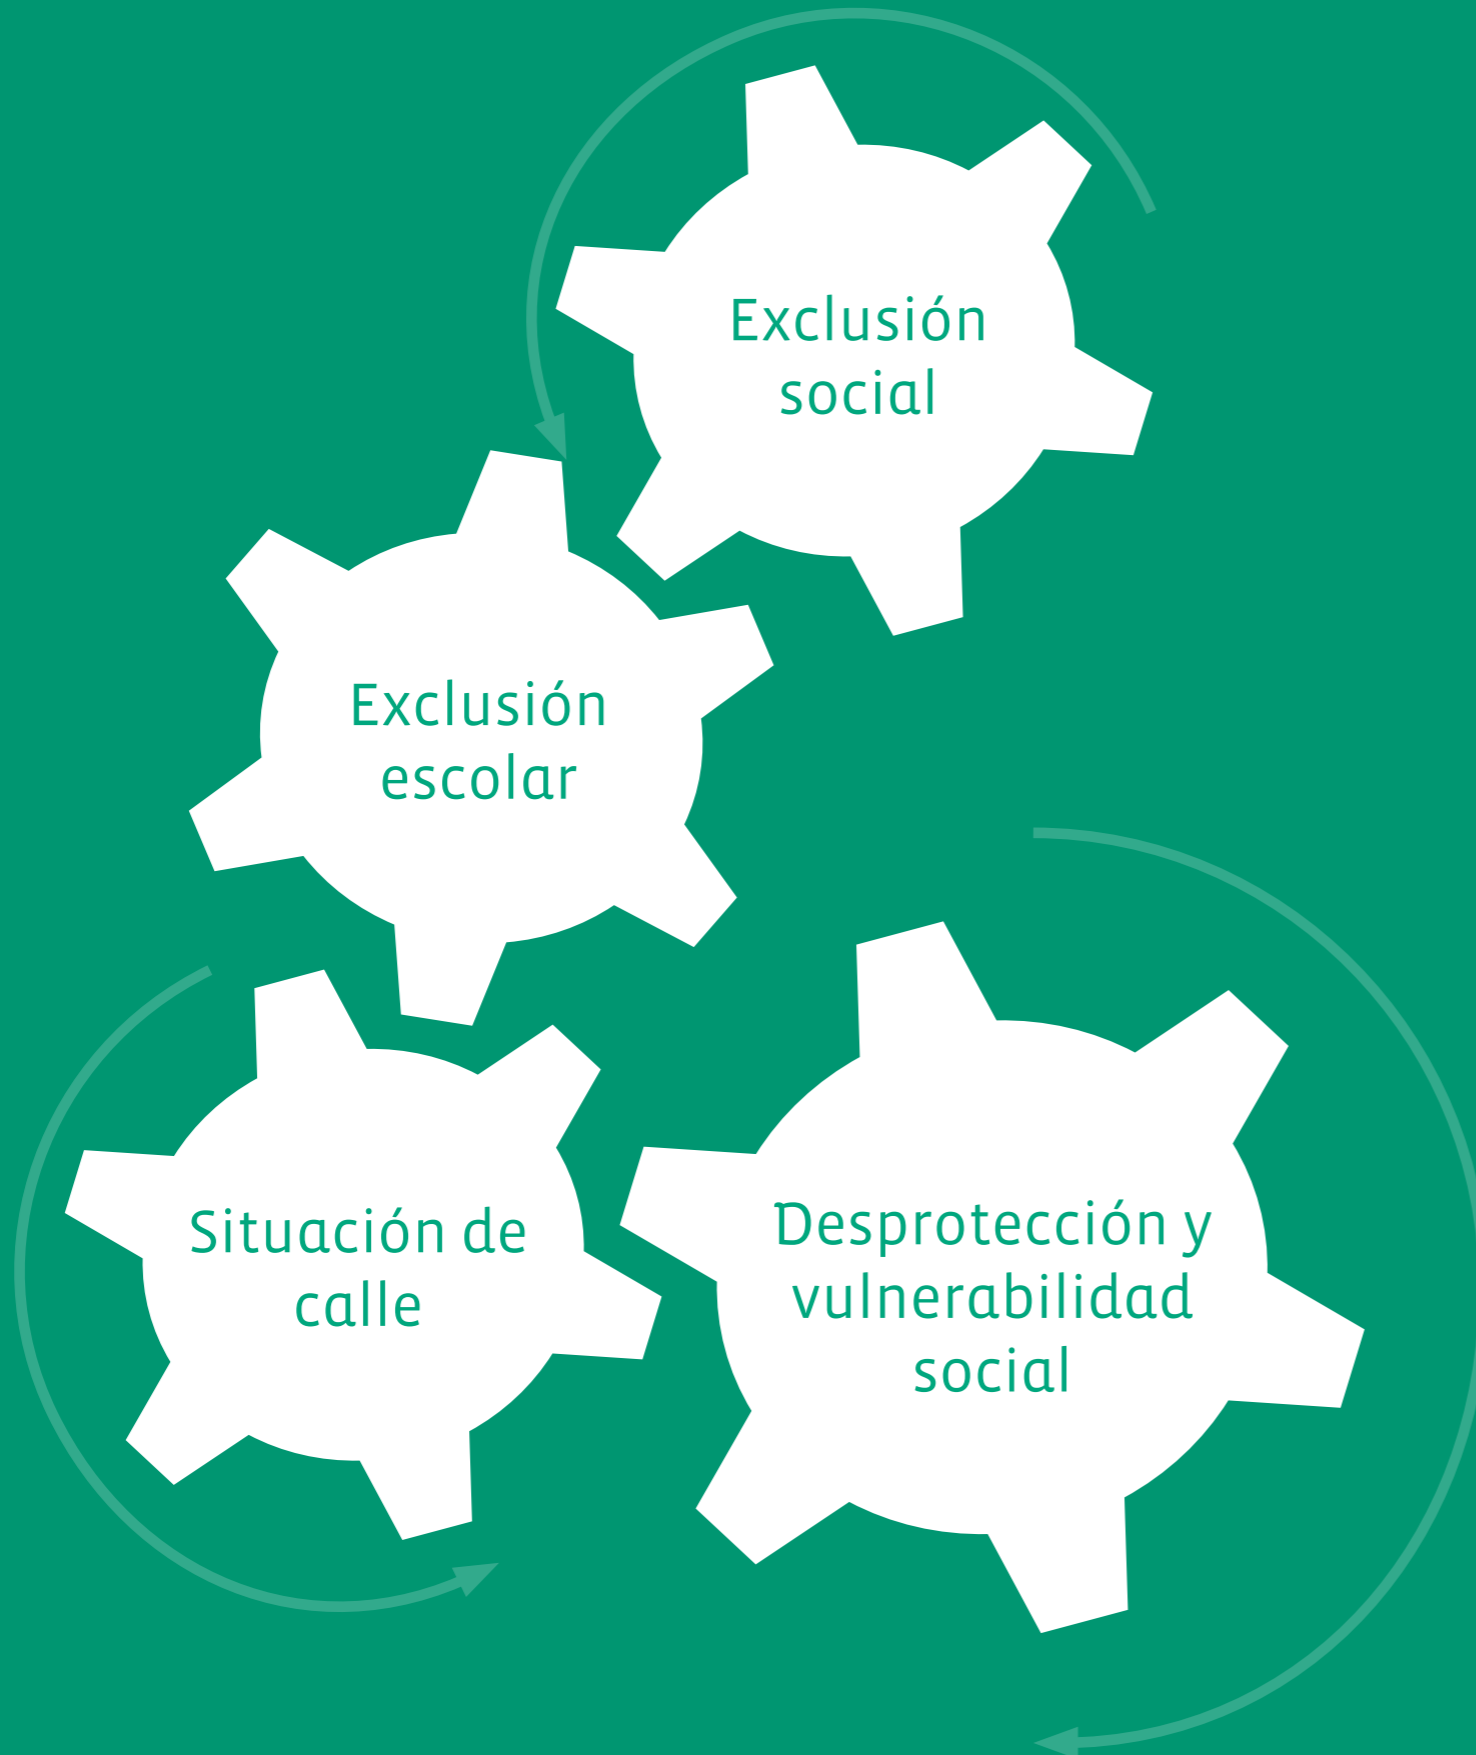 Exclusión
social
Exclusión
escolar
Situación de
calle
Desprotección y
vulnerabilidad
social